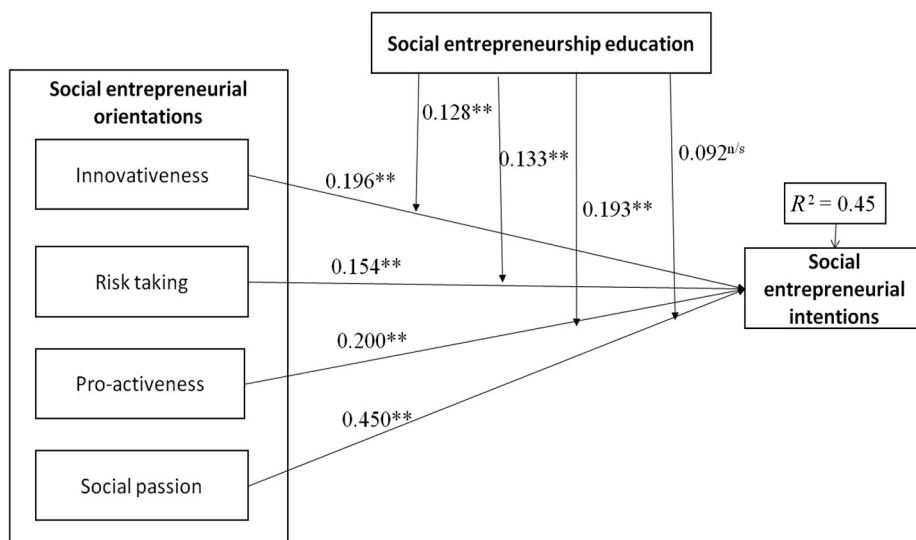 Social entrepreneurship education
Social entrepreneurial
orientations
Innovativeness
Risk taking
Pro-activeness
Social passion
0.128**
0.133**
0.193**
0.092n/s
0.196**
0.154**
0.200**
0.450**
R² = 0.45
Social
entrepreneurial
intentions